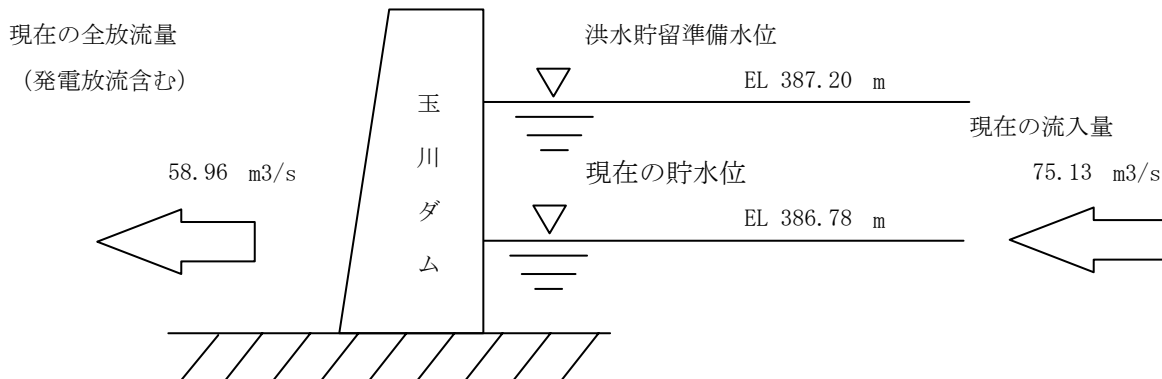 現在の全放流量
（発電放流含む）
58.96 m3/s
玉川ダム
洪水貯留準備水位
EL 387.20 m
現在の貯水位
EL 386.78 m
現在の流入量
75.13 m3/s